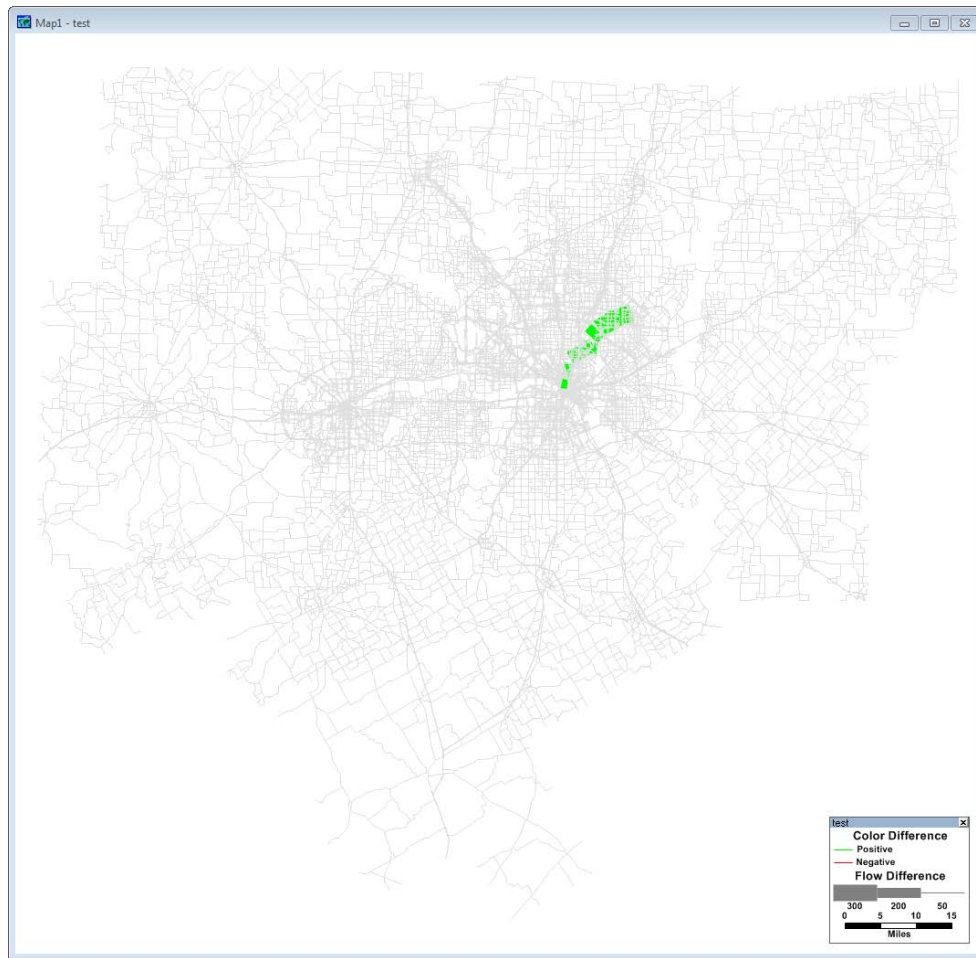 Map1 - test
test
Color Difference
Positive
Negative
Flow Difference
300 200 50
0 5 10 15
Miles